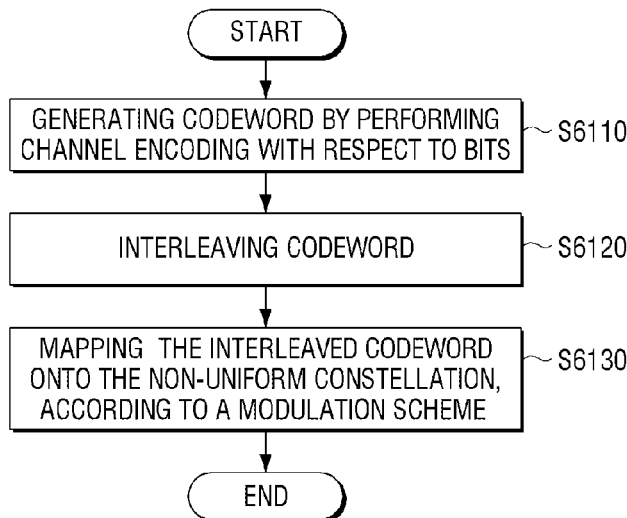 START
GENERATING CODEWORD BY PERFORMING
CHANNEL ENCODING WITH RESPECT TO BITS
S6110
INTERLEAVING CODEWORD
S6120
MAPPING THE INTERLEAVED CODEWORD
ONTO THE NON-UNIFORM CONSTELLATION,
ACCORDING TO A MODULATION SCHEME
S6130
END